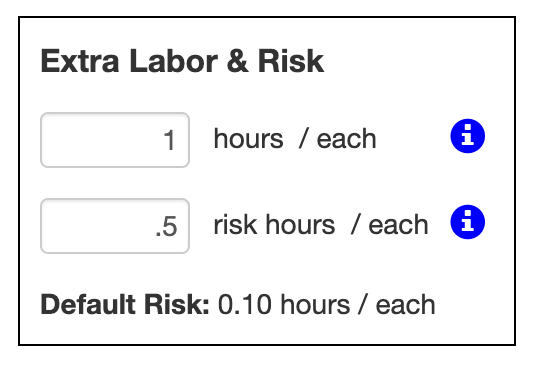 Extra Labor & Risk
1 hours / each
.5 risk hours / each
Default Risk: 0.10 hours / each